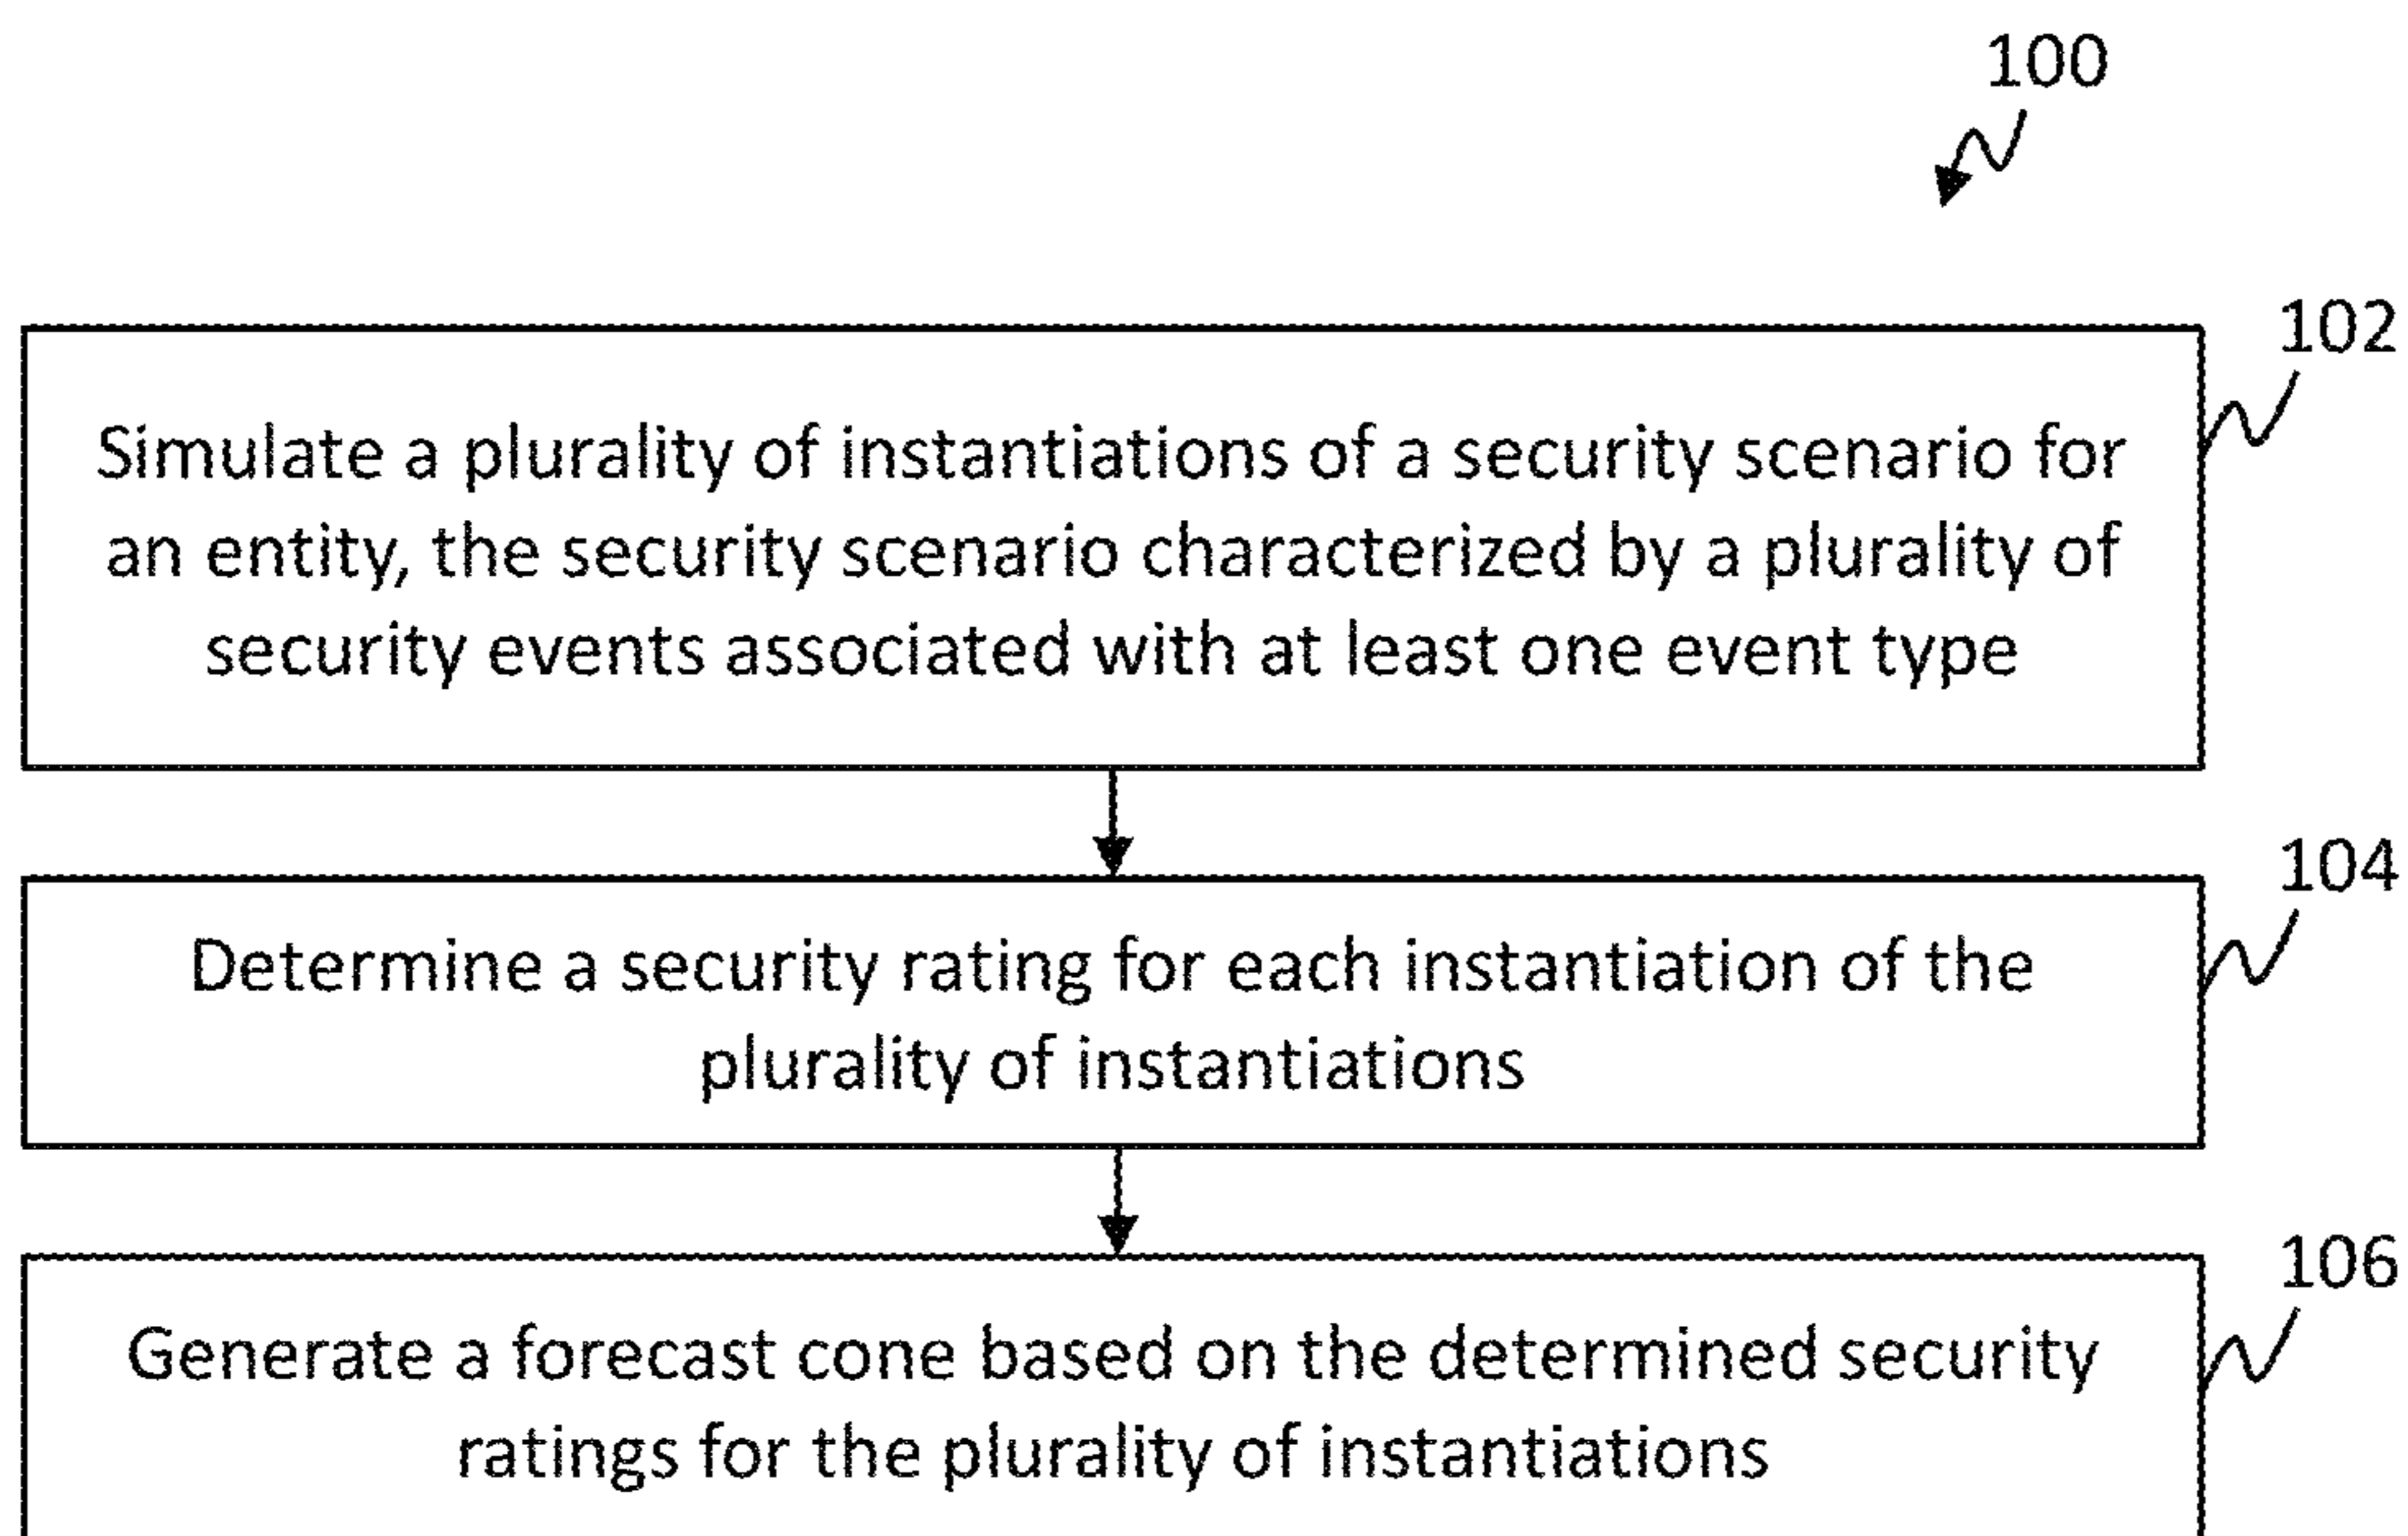 100
102
Simulate a plurality of instantiations of a security scenario for
an entity, the security scenario characterized by a plurality of
security events associated with at least one event type
104
Determine a security rating for each instantiation of the
plurality of instantiations
106
Generate a forecast cone based on the determined security
ratings for the plurality of instantiations